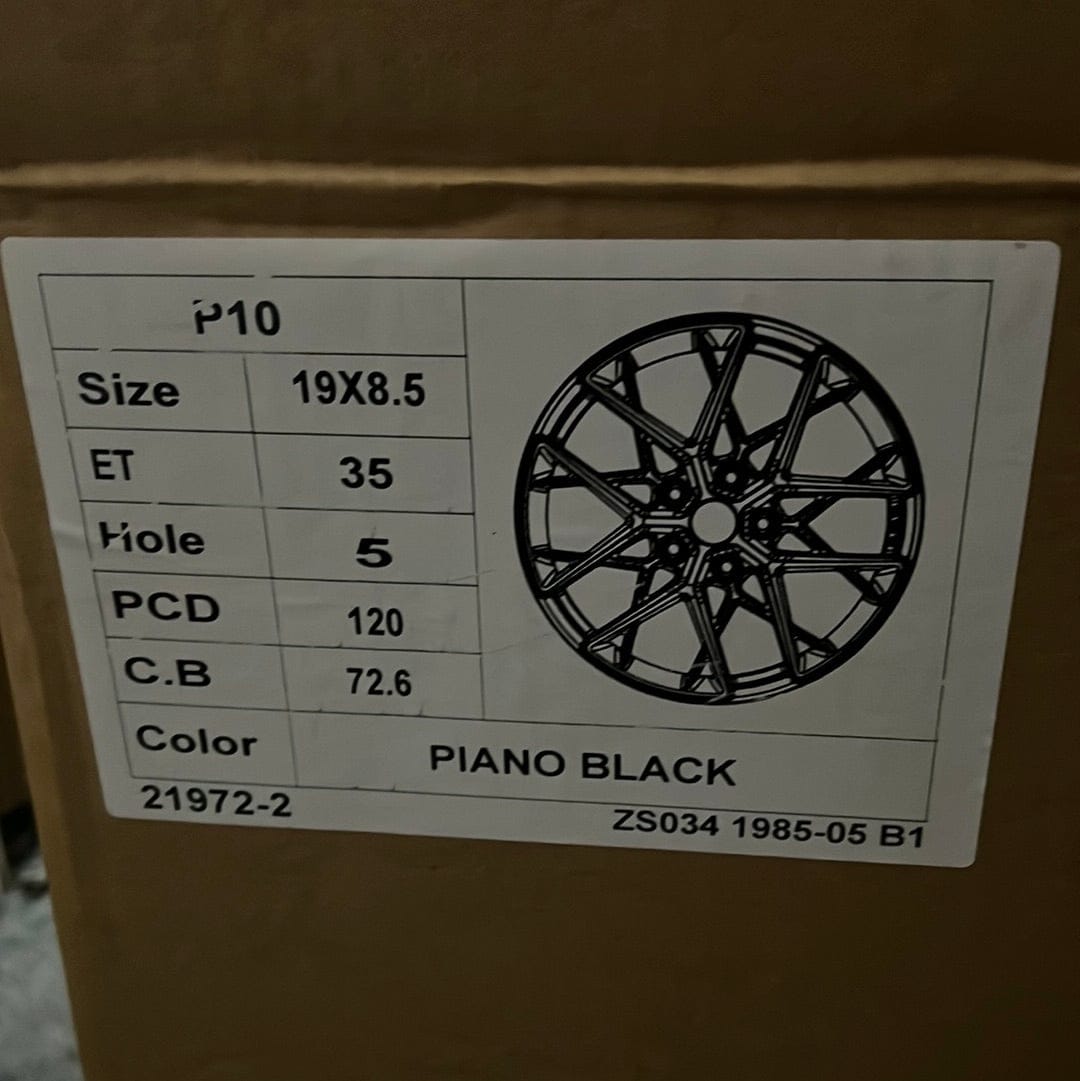 P10
Size 19X8.5
ET 35
Hole 5
PCD 120
C.B 72.6
Color PIANO BLACK
21972-2 ZS034 1985-05 B1